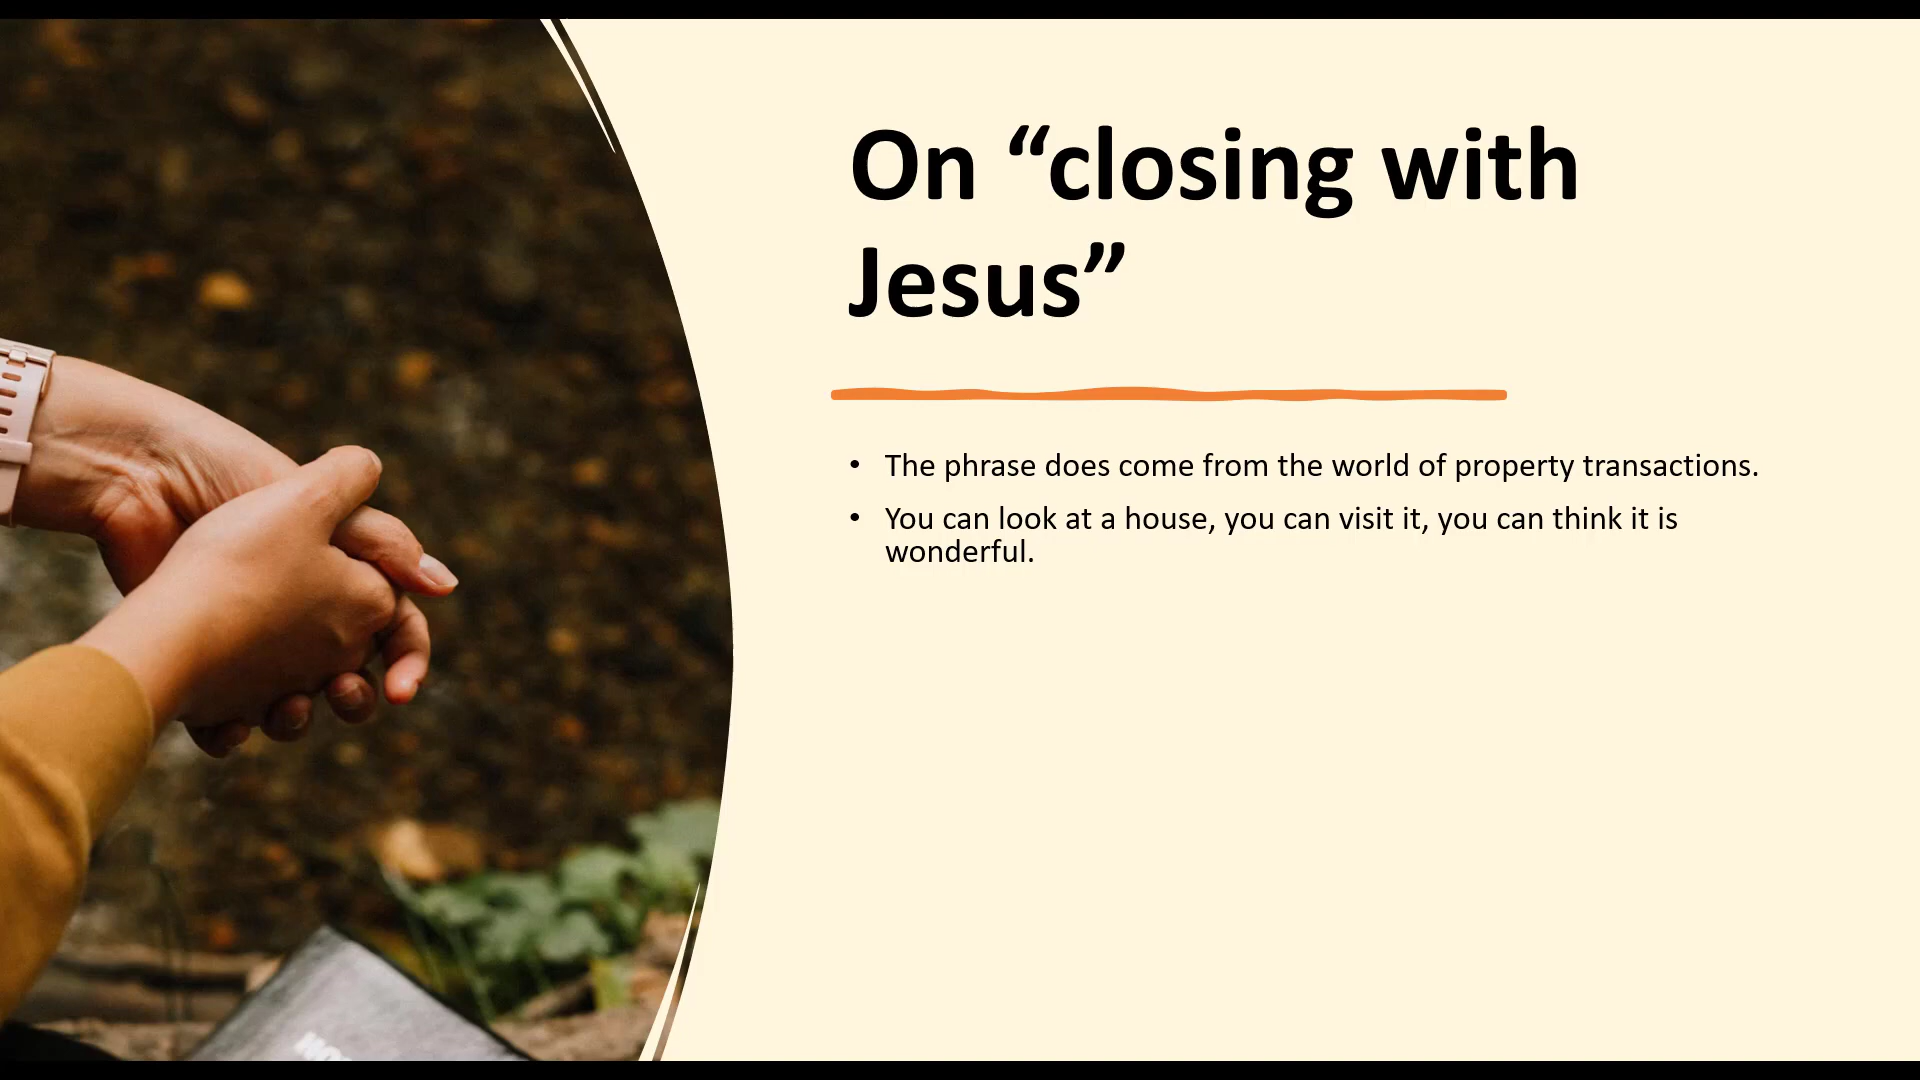 On “closing with
Jesus”
• The phrase does come from the world of property transactions.
• You can look at a house, you can visit it, you can think it is
wonderful.